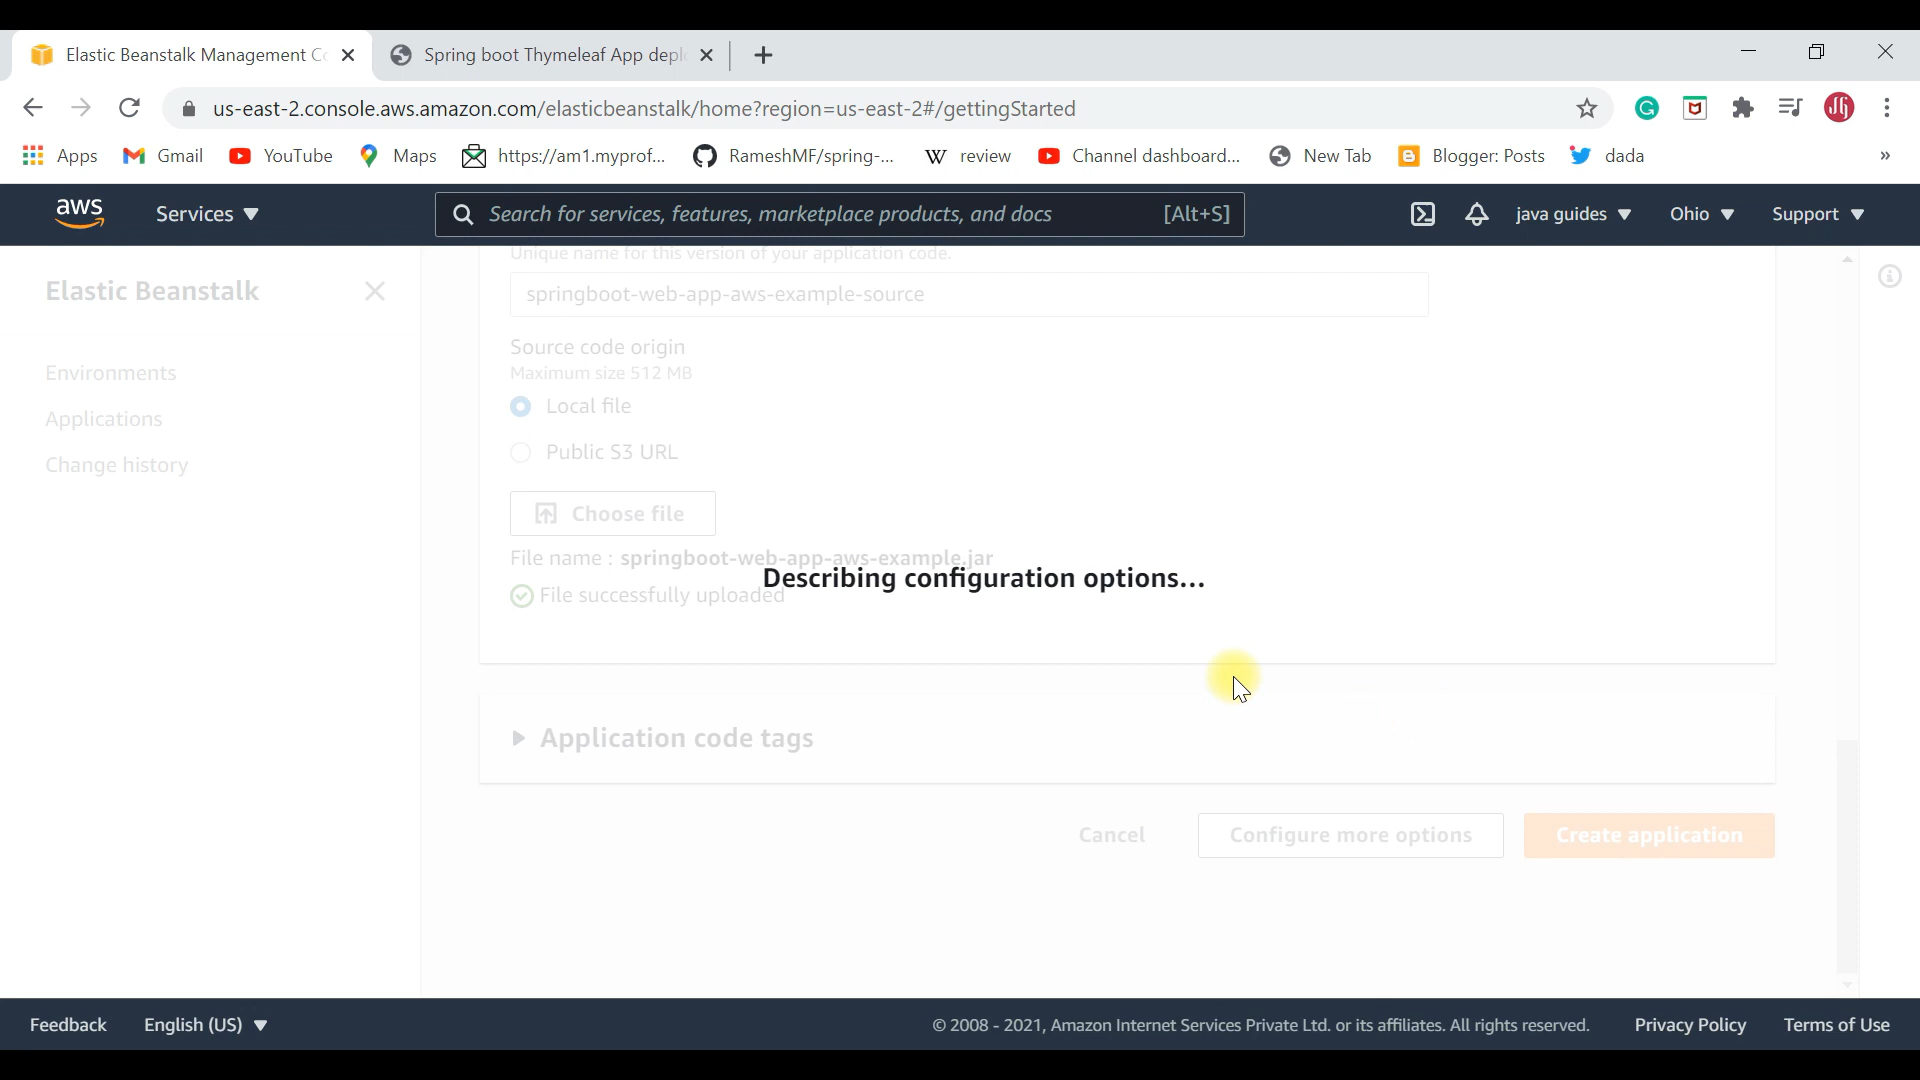 Elastic Beanstalk Management C
Spring boot Thymeleaf App depl
us-east-2.console.aws.amazon.com/elasticbeanstalk/home?region=us-east-2#/gettingStarted
Apps
Gmail
YouTube
Maps
https://am1.myprof...
RameshMF/spring-...
W review
Channel dashboard...
New Tab
Blogger: Posts
dada
»
aws
Services
Search for services, features, marketplace products, and docs
[Alt+S]
java guides
Ohio
Support
Elastic Beanstalk
Environments
Applications
Change history
Unique name for this version of your application code.
springboot-web-app-aws-example-source
Source code origin
Maximum size 512 MB
Local file
Public S3 URL
Choose file
File name : springboot-web-app-aws-example.jar
Describing configuration options...
File successfully uploaded
Application code tags
Cancel
Configure more options
Create application
Feedback
English (US)
© 2008 - 2021, Amazon Internet Services Private Ltd. or its affiliates. All rights reserved.
Privacy Policy
Terms of Use